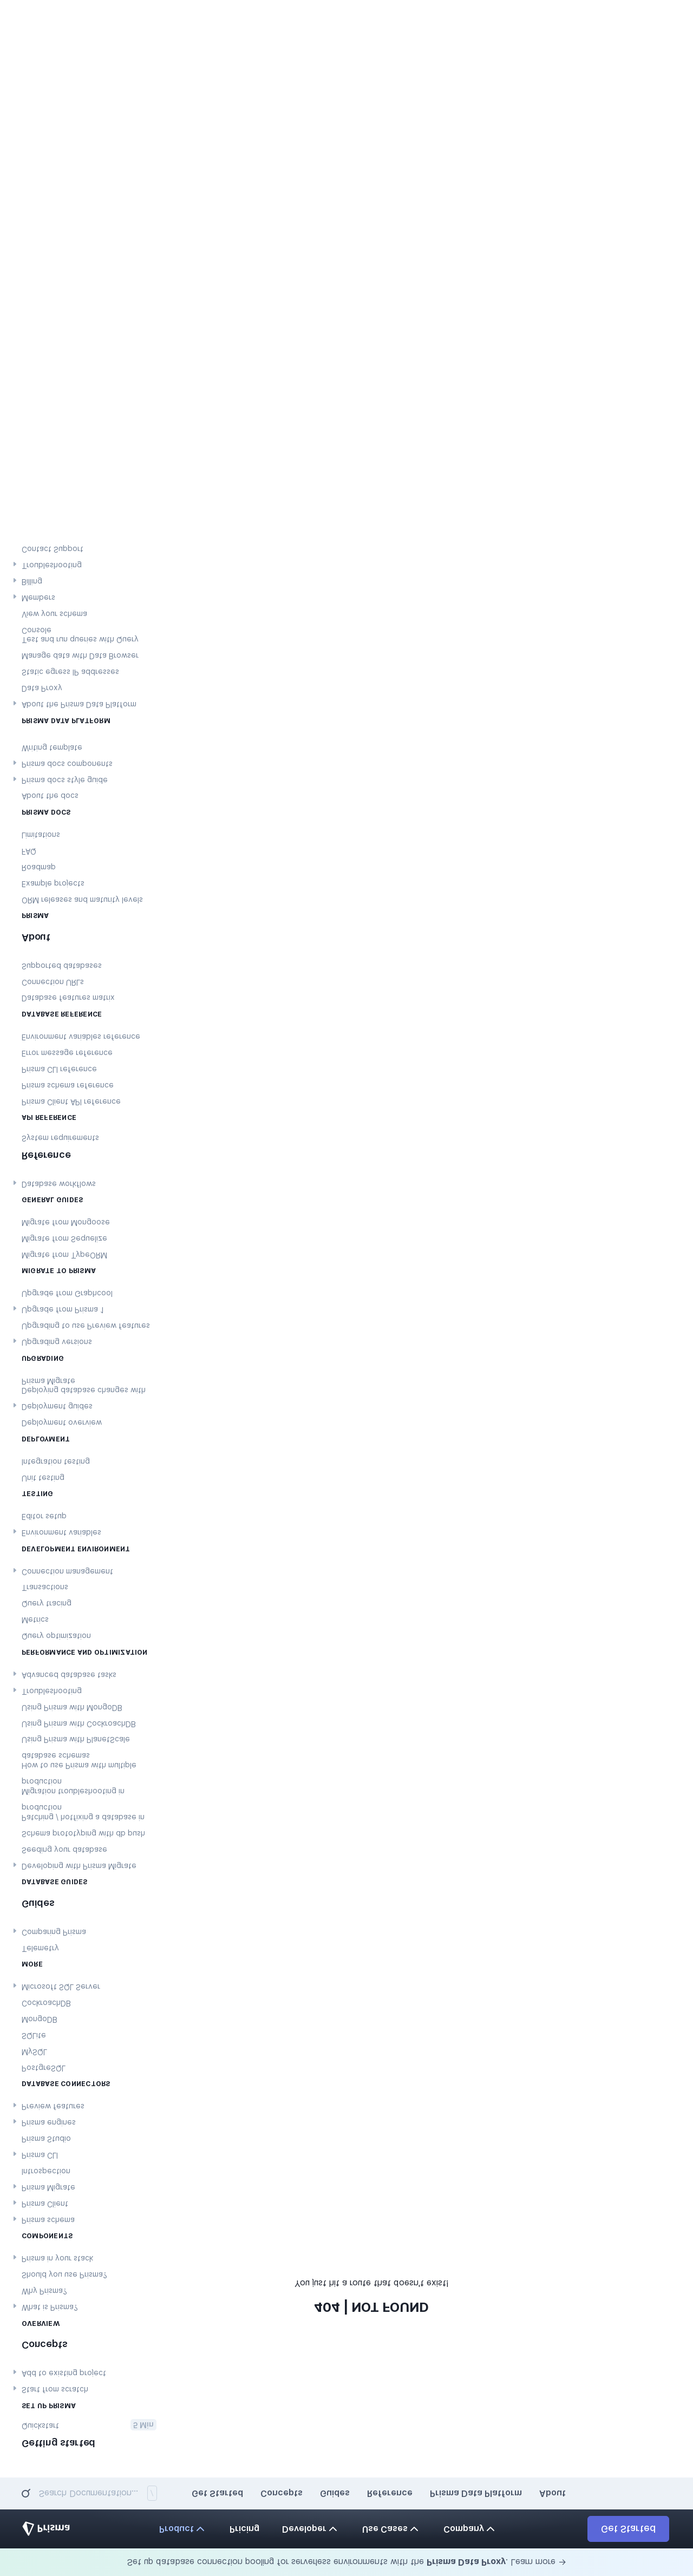 Set up database connection pooling for serverless environments with the Prisma Data Proxy. Learn more →
Prisma
Product
Pricing
Developer
Use Cases
Company
Get Started
Search Documentation...
/
Get Started
Concepts
Guides
Reference
Prisma Data Platform
About
Getting started
Quickstart
5 Min
SET UP PRISMA
Start from scratch
Add to existing project
Concepts
OVERVIEW
What is Prisma?
Why Prisma?
Should you use Prisma?
Prisma in your stack
COMPONENTS
Prisma schema
Prisma Client
Prisma Migrate
Introspection
Prisma CLI
Prisma Studio
Prisma engines
Preview features
DATABASE CONNECTORS
PostgreSQL
MySQL
SQLite
MongoDB
CockroachDB
Microsoft SQL Server
MORE
Telemetry
Comparing Prisma
Guides
DATABASE GUIDES
Developing with Prisma Migrate
Seeding your database
Schema prototyping with db push
Patching / hotfixing a database in
production
Migration troubleshooting in
production
How to use Prisma with multiple
database schemas
Using Prisma with PlanetScale
Using Prisma with CockroachDB
Using Prisma with MongoDB
Troubleshooting
Advanced database tasks
PERFORMANCE AND OPTIMIZATION
Query optimization
Metrics
Query tracing
Transactions
Connection management
DEVELOPMENT ENVIRONMENT
Environment variables
Editor setup
TESTING
Unit testing
Integration testing
DEPLOYMENT
Deployment overview
Deployment guides
Deploying database changes with
Prisma Migrate
UPGRADING
Upgrading versions
Upgrading to use Preview features
Upgrade from Prisma 1
Upgrade from Graphcool
MIGRATE TO PRISMA
Migrate from TypeORM
Migrate from Sequelize
Migrate from Mongoose
GENERAL GUIDES
Database workflows
Reference
System requirements
API REFERENCE
Prisma Client API reference
Prisma schema reference
Prisma CLI reference
Error message reference
Environment variables reference
DATABASE REFERENCE
Database features matrix
Connection URLs
Supported databases
About
PRISMA
ORM releases and maturity levels
Example projects
Roadmap
FAQ
Limitations
PRISMA DOCS
About the docs
Prisma docs style guide
Prisma docs components
Writing template
PRISMA DATA PLATFORM
About the Prisma Data Platform
Data Proxy
Static egress IP addresses
Manage data with Data Browser
Test and run queries with Query
Console
View your schema
Members
Billing
Troubleshooting
Contact Support
404 | NOT FOUND
You just hit a route that doesn't exist!